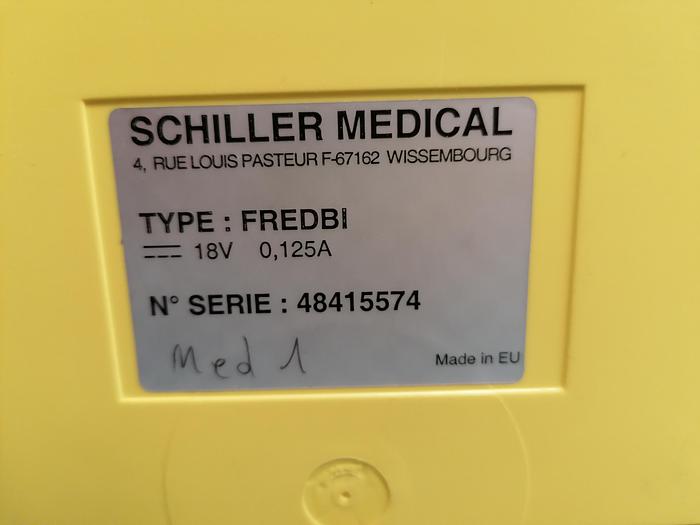 SCHILLER MEDICAL
4, RUE LOUIS PASTEUR F-67162 WISSEMBOURG
TYPE : FREDBI
18V 0,125A
N° SERIE : 48415574
Med 1
Made in EU